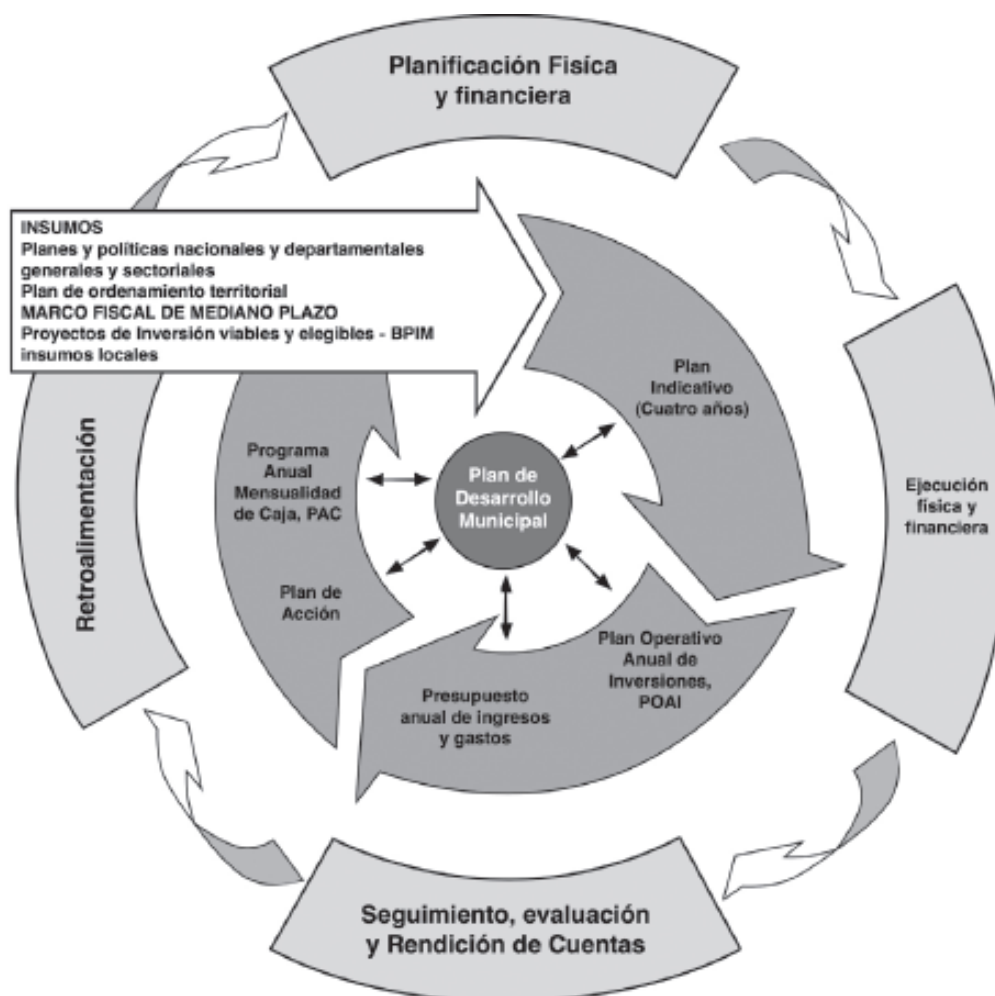 Planificación Fisíca
y financiera
INSUMOS
Planes y políticas nacionales y departamentales
generales y sectoriales
Plan de ordenamiento territorial
MARCO FISCAL DE MEDIANO PLAZO
Proyectos de Inversión viables y elegibles - BPIM
insumos locales
Plan
Indicativo
(Cuatro años)
Ejecución
física y
financiera
Plan Operativo
Anual de
Inversiones,
POAI
Presupuesto
anual de ingresos
y gastos
Plan de
Acción
Programa
Anual
Mensualidad
de Caja, PAC
Plan de
Desarrollo
Municipal
Retroalimentación
Seguimiento, evaluación
y Rendición de Cuentas